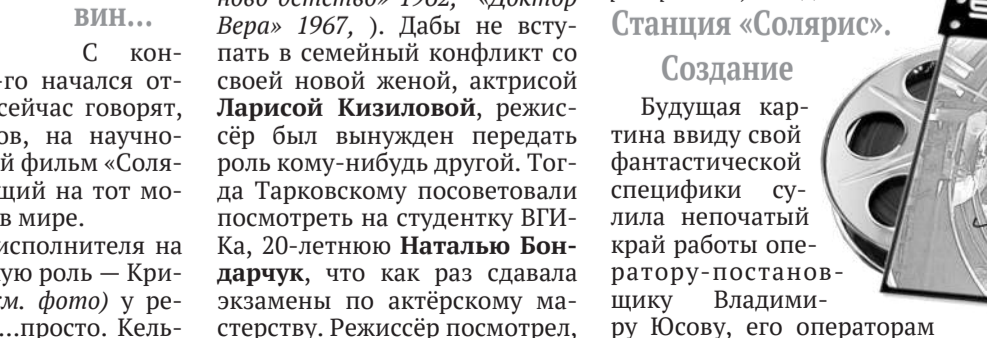 вин…
С кон-
-го начался от-
сейчас говорят,
ов, на научно-
й фильм «Соля-
щий на тот мо-
в мире.
исполнителя на
ую роль — Кри-
м. фото) у ре-
…просто. Кель-
ново детство» 1962, «Доктор
Вера» 1967, ). Дабы не всту-
пать в семейный конфликт со
своей новой женой, актрисой
Ларисой Кизиловой, режис-
сёр был вынужден передать
роль кому-нибудь другой. Тог-
да Тарковскому посоветовали
посмотреть на студентку ВГИ-
Ка, 20-летнюю Наталью Бон-
дарчук, что как раз сдавала
экзамены по актёрскому ма-
стерству. Режиссёр посмотрел,
Станция «Солярис».
Создание
Будущая кар-
тина ввиду свой
фантастической
специфики су-
лила непочатый
край работы опе-
ратору-постанов-
щику Владими-
ру Юсову, его операторам